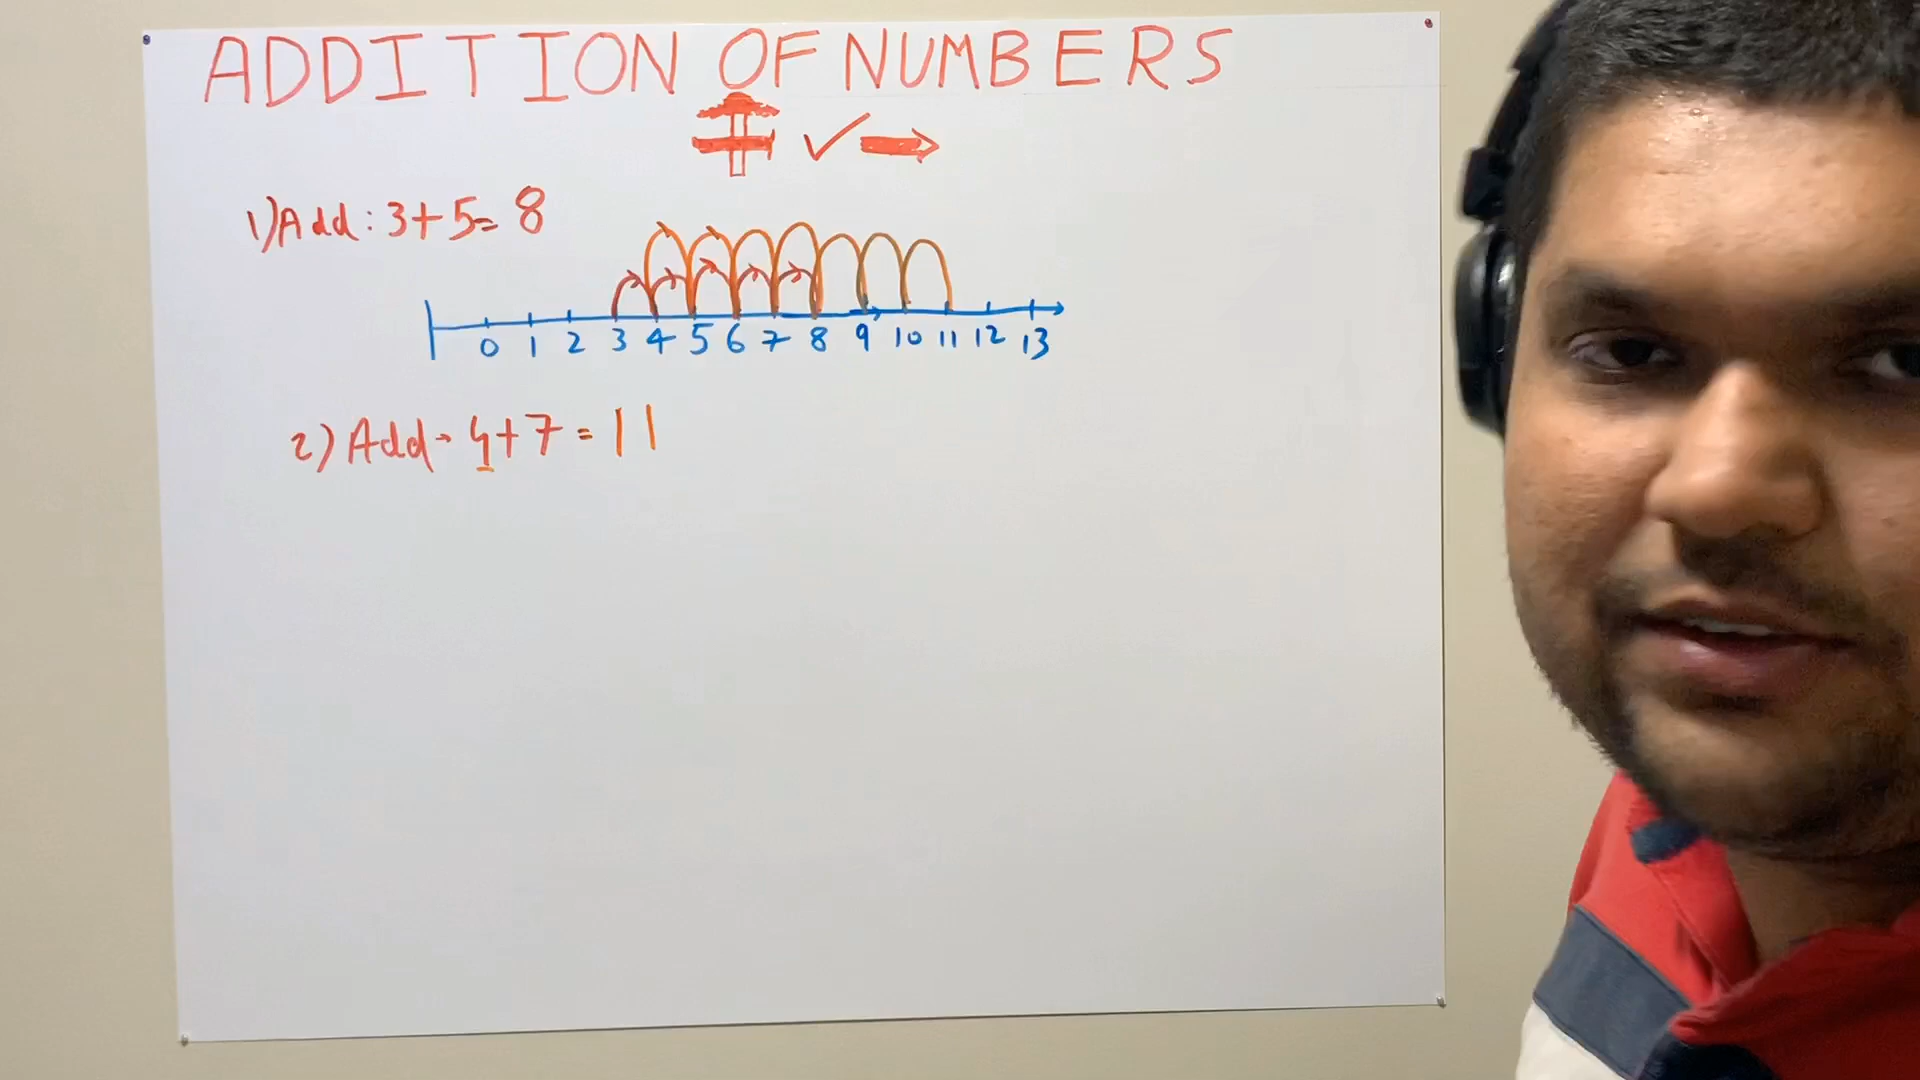 ADDITION OF NUMBERS
1) Add: 3+5= 8
0 1 2 3 4 5 6 7 8 9 10 11 12 13
2) Add → 4+7 = 11